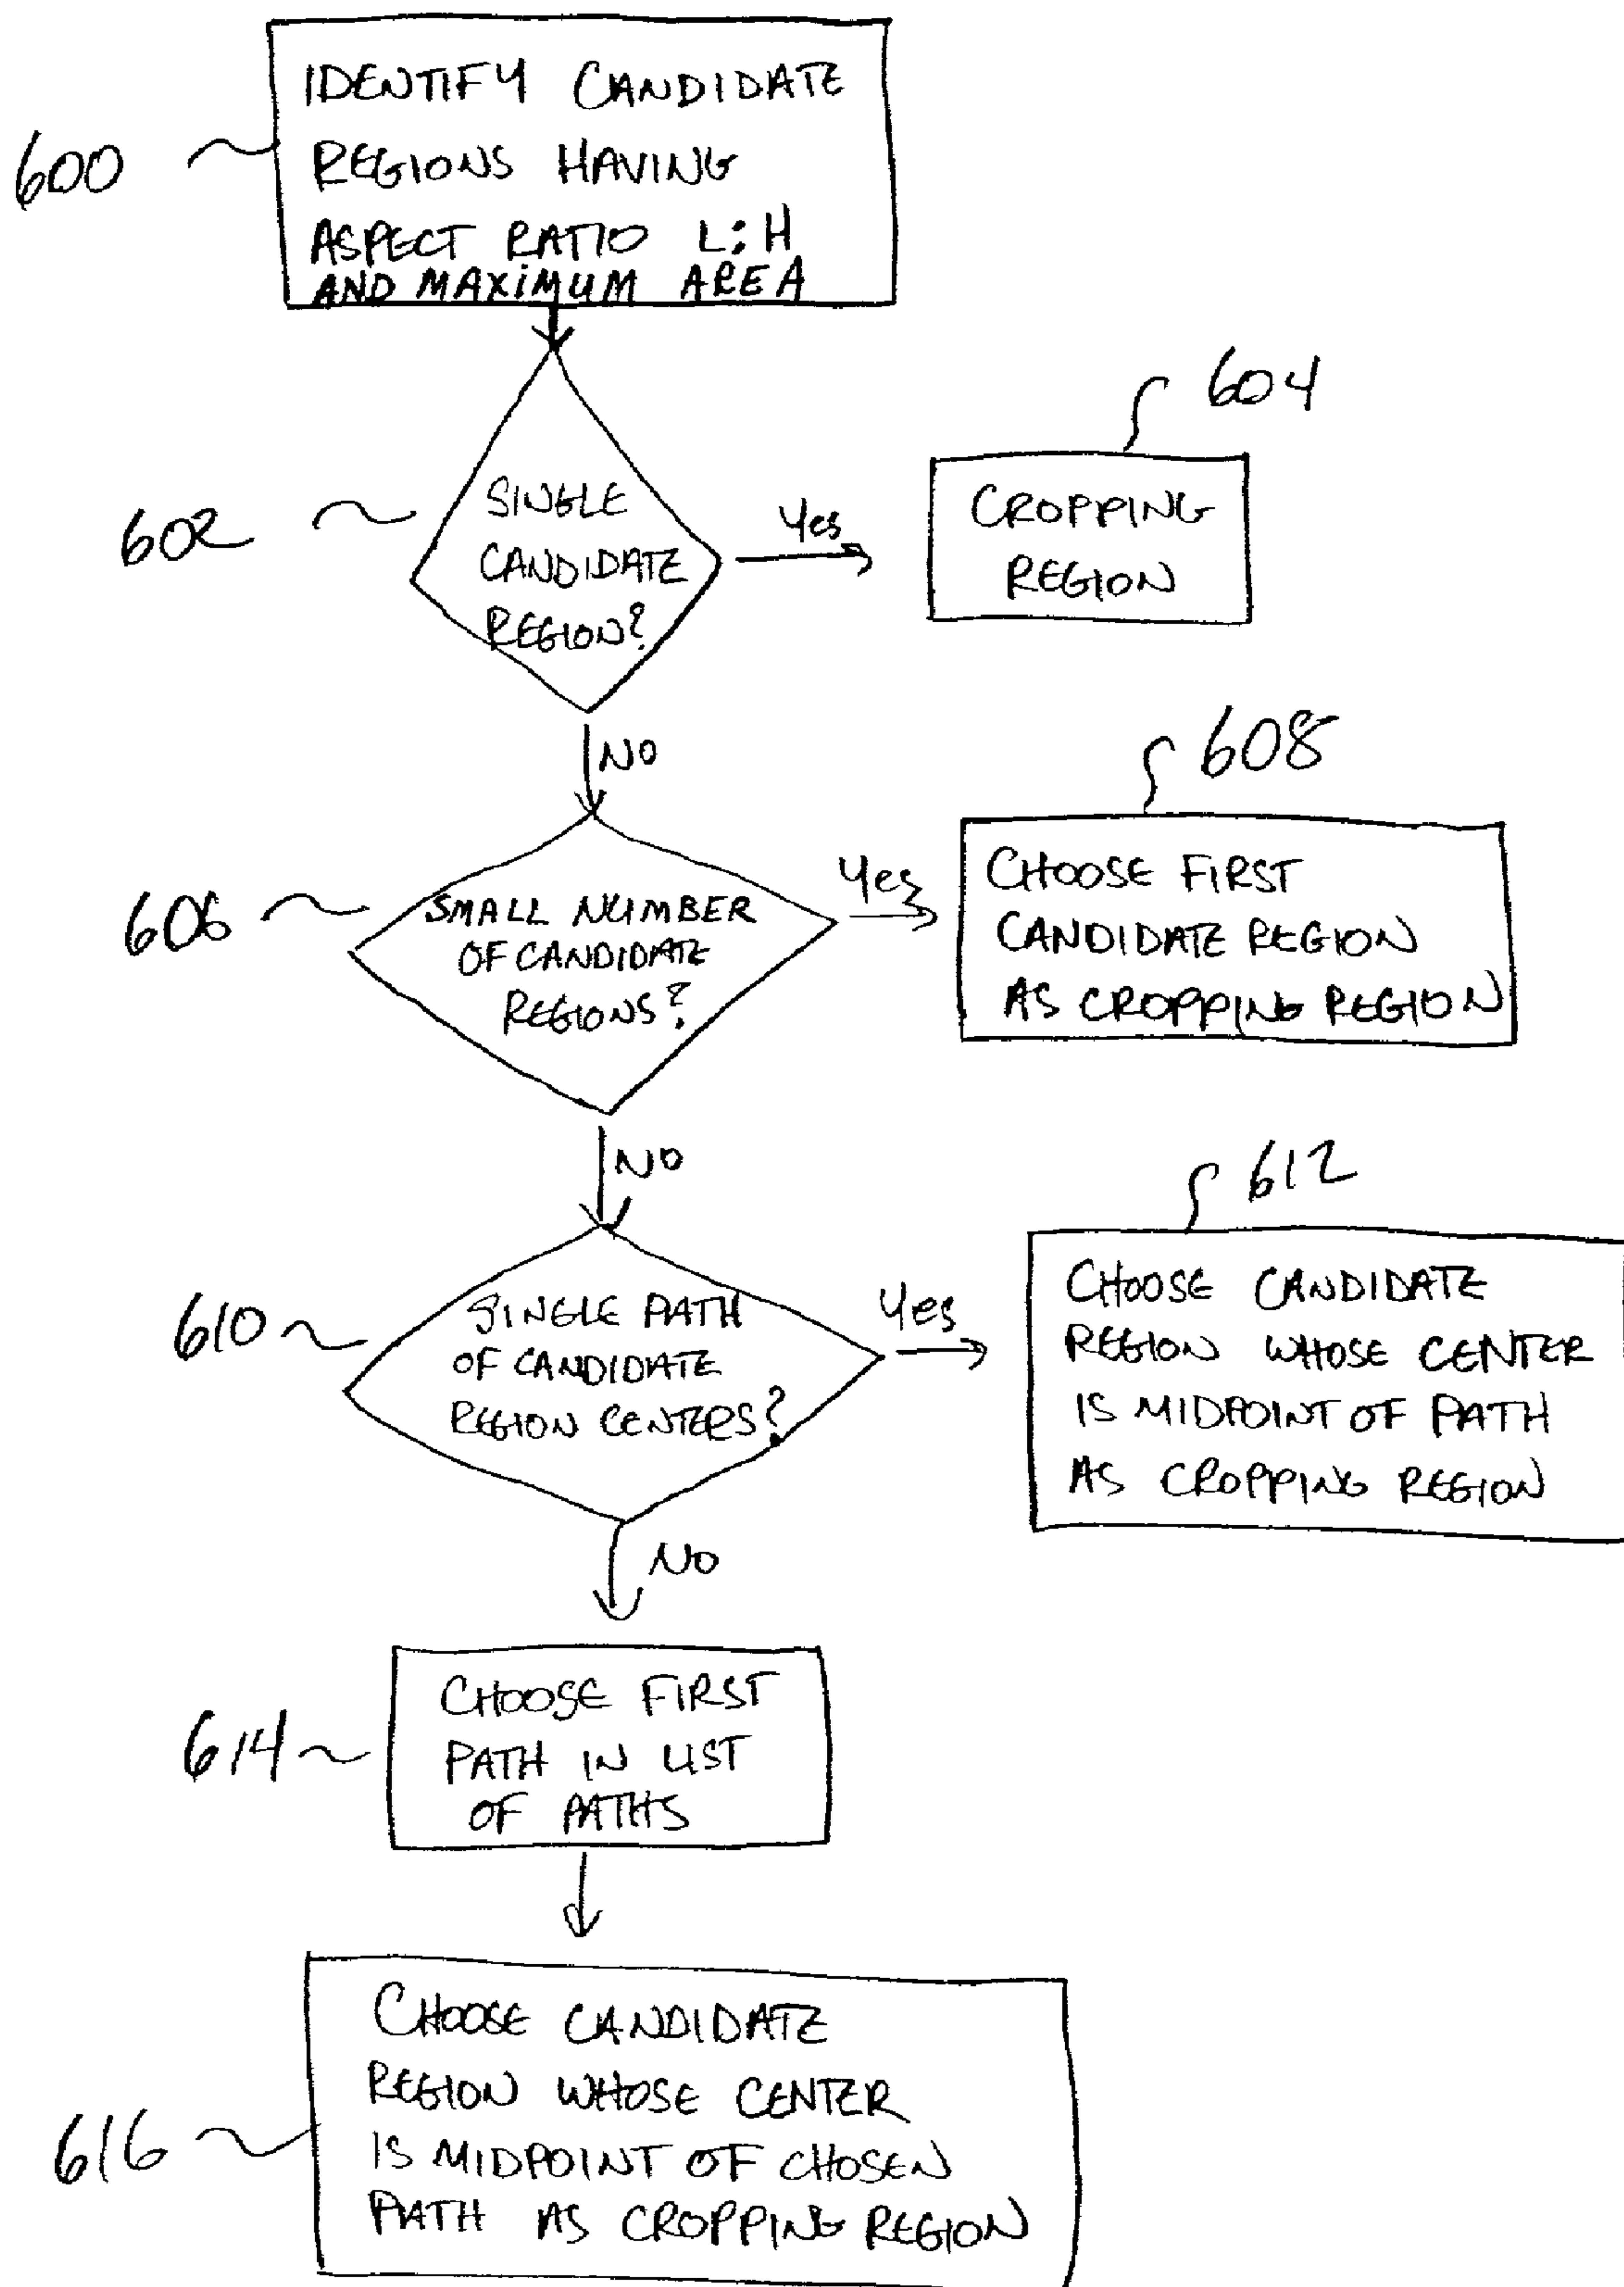 600
IDENTIFY CANDIDATE
REGIONS HAVING
ASPECT RATIO L:H
AND MAXIMUM AREA
602
SINGLE
CANDIDATE
REGION?
Yes
604
CROPPING
REGION
NO
606
SMALL NUMBER
OF CANDIDATE
REGIONS?
Yes
608
CHOOSE FIRST
CANDIDATE REGION
AS CROPPING REGION
NO
610
SINGLE PATH
OF CANDIDATE
REGION CENTERS?
Yes
612
CHOOSE CANDIDATE
REGION WHOSE CENTER
IS MIDPOINT OF PATH
AS CROPPING REGION
NO
614
CHOOSE FIRST
PATH IN LIST
OF PATHS
616
CHOOSE CANDIDATE
REGION WHOSE CENTER
IS MIDPOINT OF CHOSEN
PATH AS CROPPING REGION